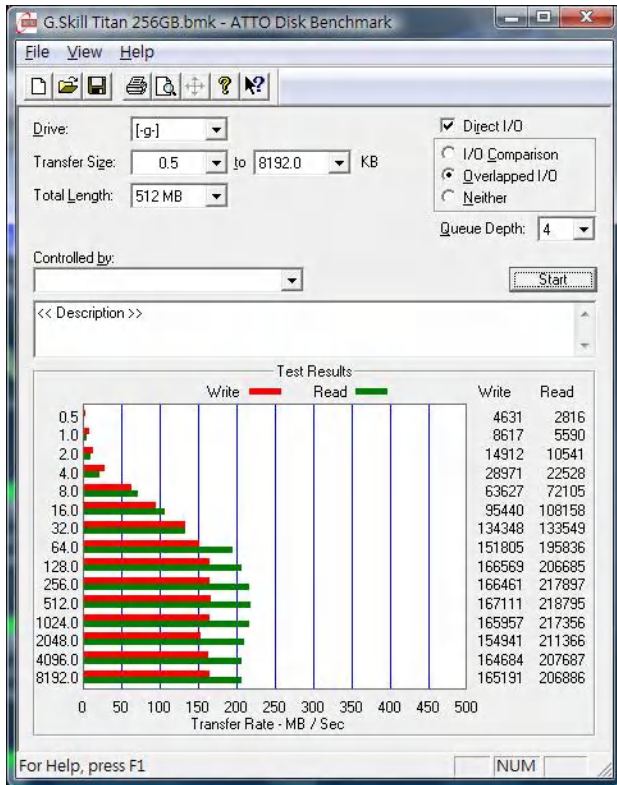 G.Skill Titan 256GB.bmk - ATTO Disk Benchmark
File View Help
Drive: [-g-]
Direct I/O
Transfer Size: 0.5 to 8192.0 KB
I/O Comparison
Overlapped I/O
Total Length: 512 MB
Neither
Queue Depth: 4
Controlled by:
Start
<< Description >>
Test Results
Write Read Write Read
0.5 4631 2816
1.0 8617 5590
2.0 14912 10541
4.0 28971 22528
8.0 63627 72105
16.0 95440 108158
32.0 134348 133549
64.0 151805 195836
128.0 166569 206685
256.0 166461 217897
512.0 167111 218795
1024.0 165957 217356
2048.0 154941 211366
4096.0 164684 207687
8192.0 165191 206886
0 50 100 150 200 250 300 350 400 450 500
Transfer Rate - MB / Sec
For Help, press F1 NUM